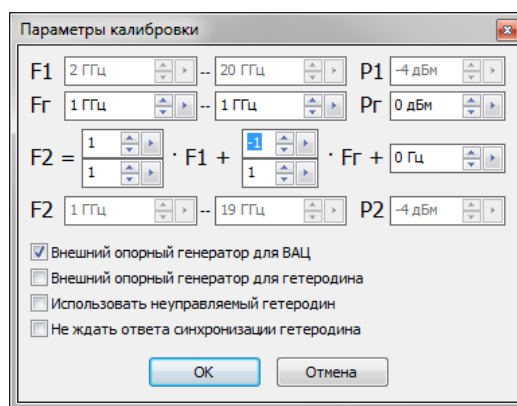 Параметры калибровки
F1 2 ГГц -- 20 ГГц P1 -4 дБм
Fг 1 ГГц -- 1 ГГц Pг 0 дБм
1 -1
F2 = · F1 + · Fг + 0 Гц
1 1
F2 1 ГГц -- 19 ГГц P2 -4 дБм
Внешний опорный генератор для ВАЦ
Внешний опорный генератор для гетеродина
Использовать неуправляемый гетеродин
Не ждать ответа синхронизации гетеродина
ОК Отмена